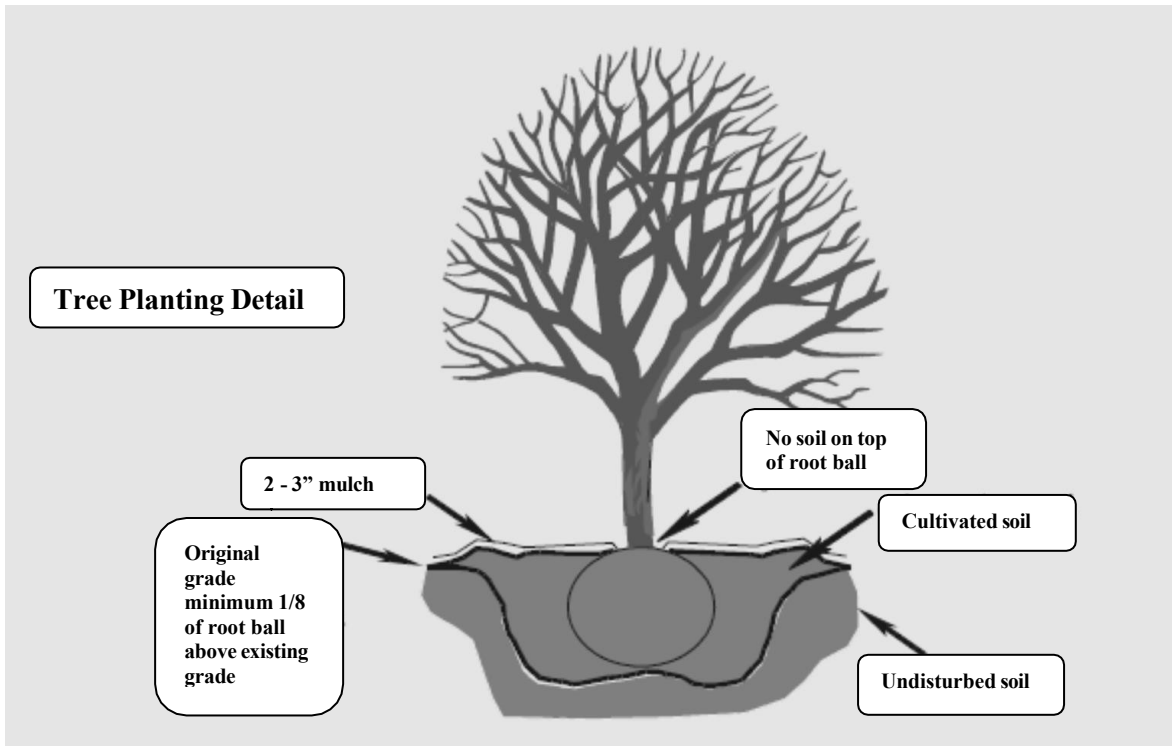 Tree Planting Detail
No soil on top
of root ball
2 - 3” mulch
Cultivated soil
Original
grade
minimum 1/8
of root ball
above existing
grade
Undisturbed soil